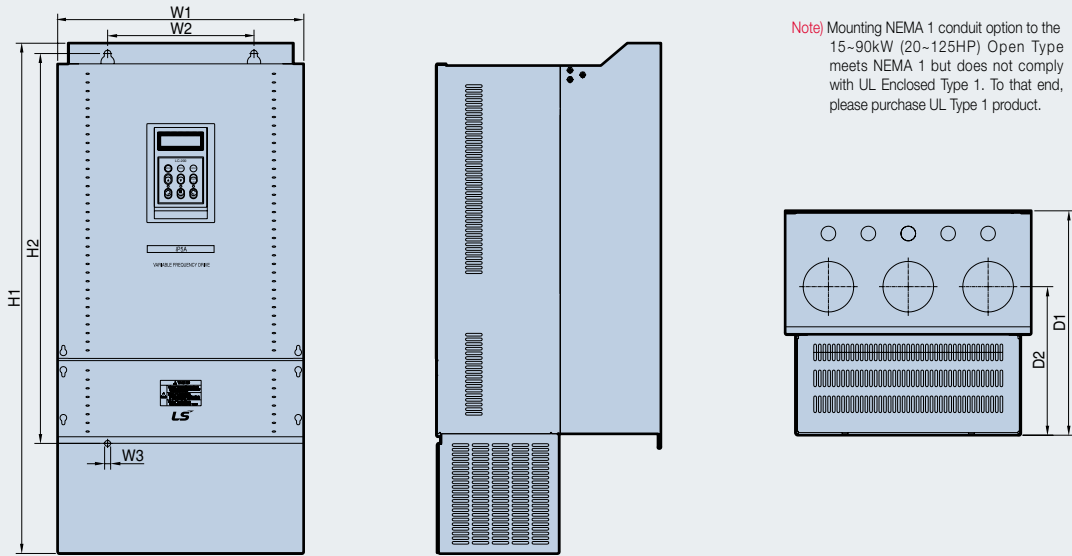 W1
W2
H1
H2
LC-200
iP5A
VARIABLE FREQUENCY DRIVE
LS
W3
Note) Mounting NEMA 1 conduit option to the
15~90kW (20~125HP) Open Type
meets NEMA 1 but does not comply
with UL Enclosed Type 1. To that end,
please purchase UL Type 1 product.
D1
D2